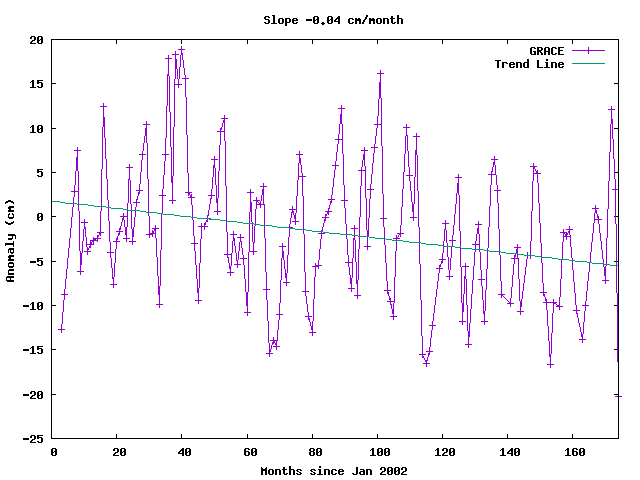 Slope -0.04 cm/month
GRACE
Trend Line
20
15
10
5
0
-5
-10
-15
-20
-25
Anomaly (cm)
0 20 40 60 80 100 120 140 160
Months since Jan 2002